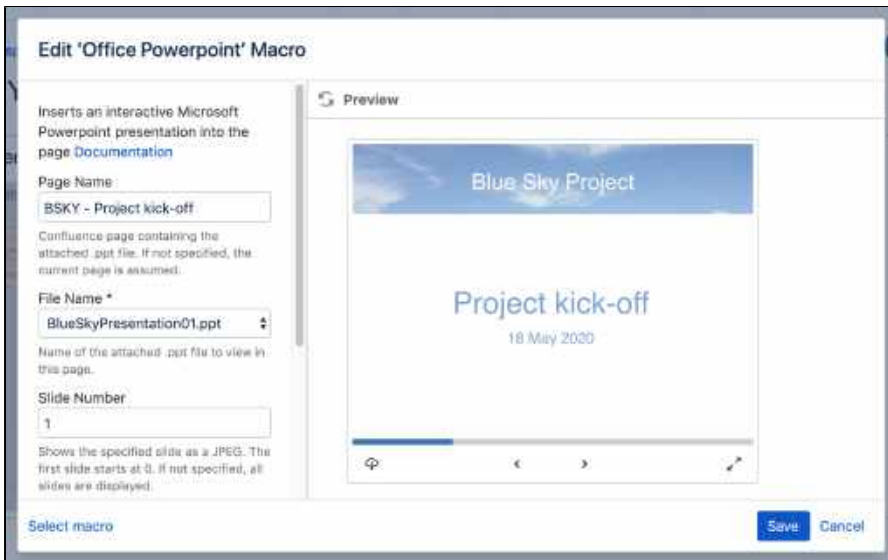 Edit 'Office Powerpoint' Macro
Inserts an interactive Microsoft
Powerpoint presentation into the
page Documentation
Page Name
BSKY - Project kick-off
Confluence page containing the
attached .ppt file. If not specified, the
current page is assumed.
File Name *
BlueSkyPresentation01.ppt
Name of the attached .ppt file to view in
this page.
Slide Number
1
Shows the specified slide as a JPEG. The
first slide starts at 0. If not specified, all
slides are displayed.
Select macro
Preview
Blue Sky Project
Project kick-off
18 May 2020
Save
Cancel